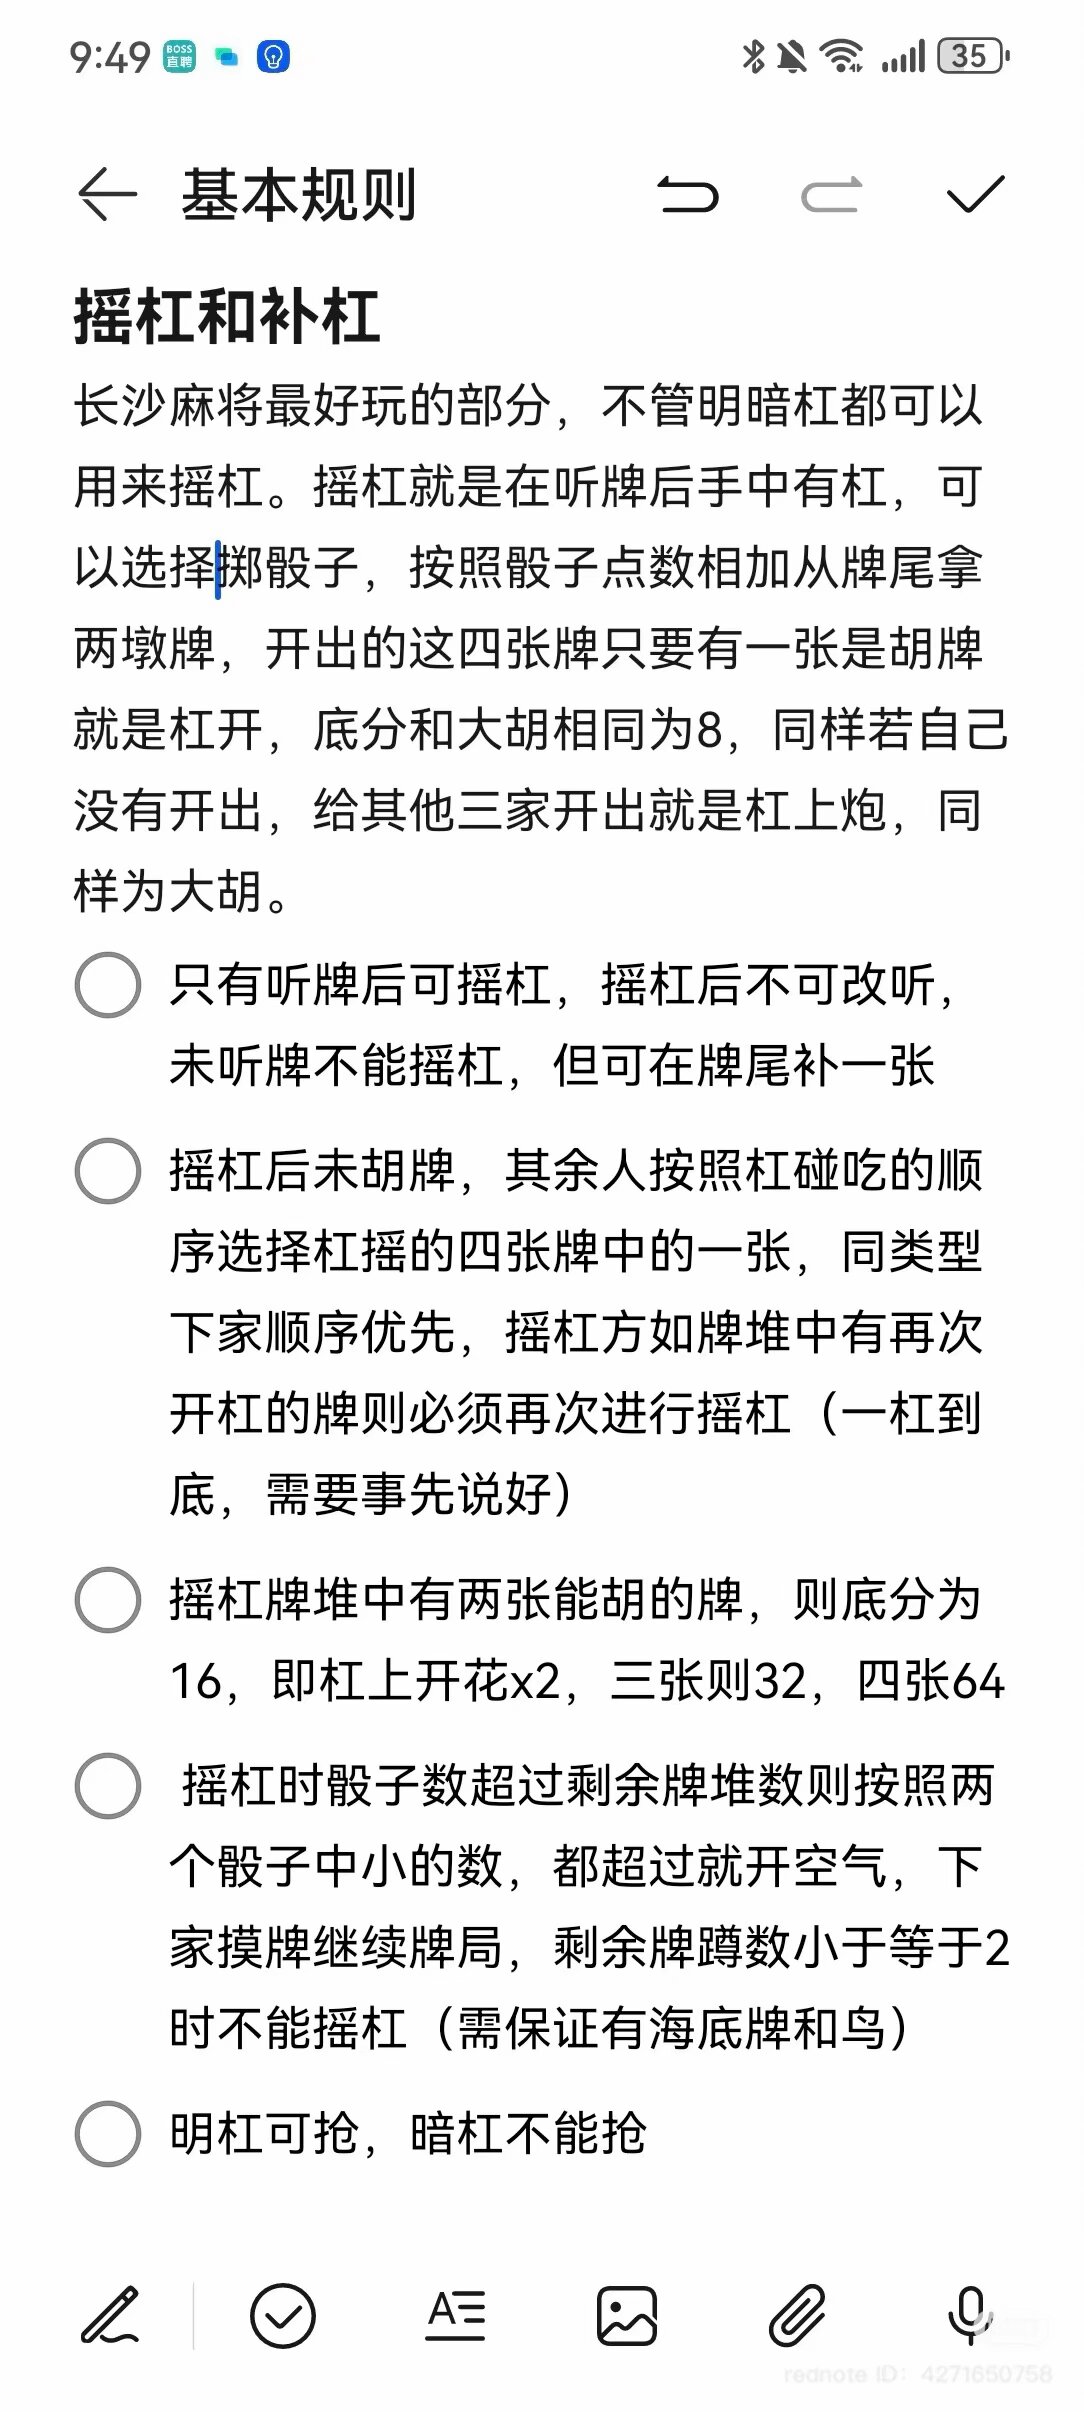 9:49
BOSS
直聘
35
基本规则
摇杠和补杠
长沙麻将最好玩的部分，不管明暗杠都可以
用来摇杠。摇杠就是在听牌后手中有杠，可
以选择掷骰子，按照骰子点数相加从牌尾拿
两墩牌，开出的这四张牌只要有一张是胡牌
就是杠开，底分和大胡相同为8，同样若自己
没有开出，给其他三家开出就是杠上炮，同
样为大胡。
只有听牌后可摇杠，摇杠后不可改听，
未听牌不能摇杠，但可在牌尾补一张
摇杠后未胡牌，其余人按照杠碰吃的顺
序选择杠摇的四张牌中的一张，同类型
下家顺序优先，摇杠方如牌堆中有再次
开杠的牌则必须再次进行摇杠（一杠到
底，需要事先说好）
摇杠牌堆中有两张能胡的牌，则底分为
16，即杠上开花x2，三张则32，四张64
摇杠时骰子数超过剩余牌堆数则按照两
个骰子中小的数，都超过就开空气，下
家摸牌继续牌局，剩余牌蹲数小于等于2
时不能摇杠（需保证有海底牌和鸟）
明杠可抢，暗杠不能抢
A
rednote ID: 4271650758